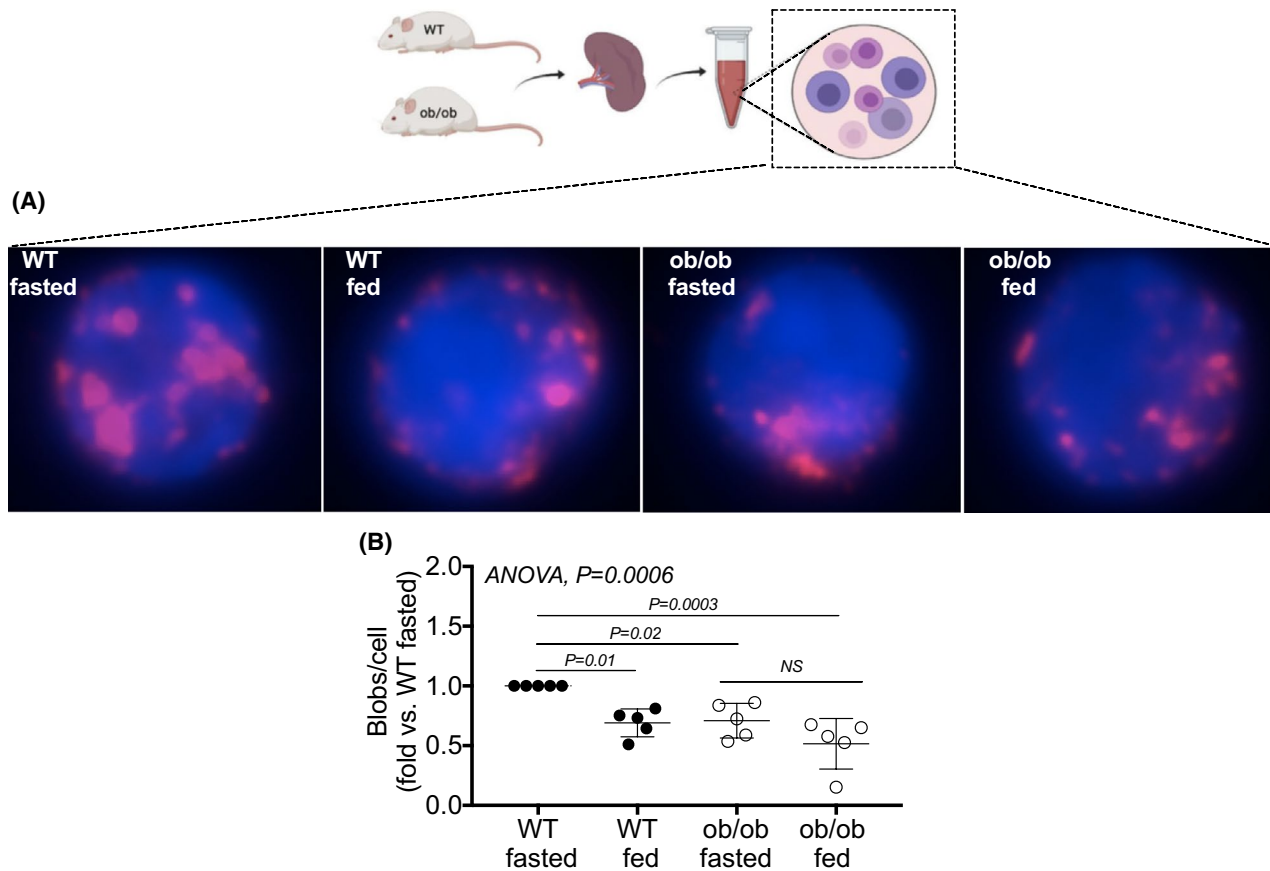 WT
ob/ob
(A)
WT
fasted
WT
fed
ob/ob
fasted
ob/ob
fed
(B)
Blobs/cell
(fold vs. WT fasted)
2.0
1.5
1.0
0.5
0.0
ANOVA, P=0.0006
P=0.0003
P=0.02
P=0.01
NS
WT
fasted
WT
fed
ob/ob
fasted
ob/ob
fed